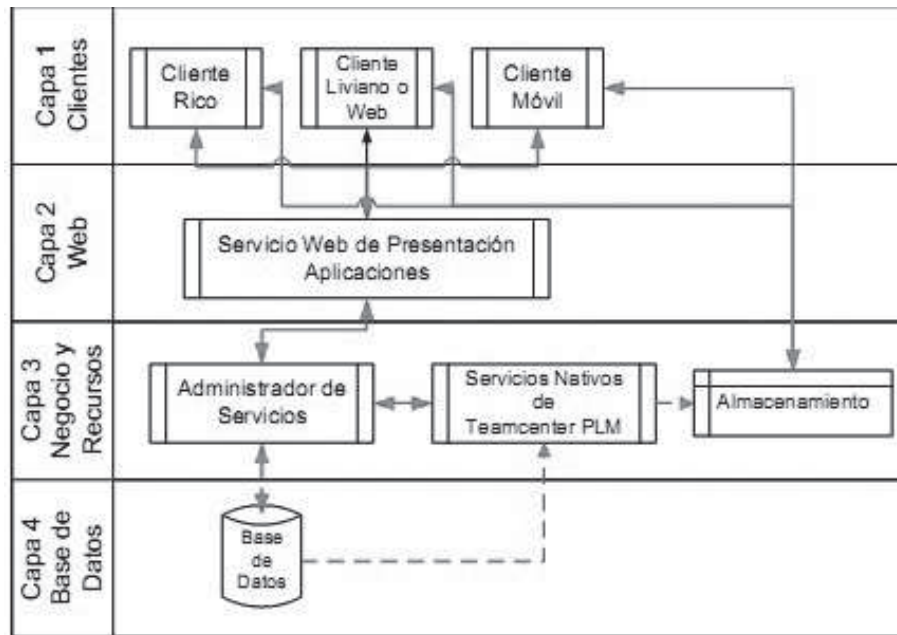 Capa 1
Clientes
Cliente
Rico
Cliente
Liviano o
Web
Cliente
Móvil
Capa 2
Web
Servicio Web de Presentación
Aplicaciones
Capa 3
Negocio y
Recursos
Administrador de
Servicios
Servicios Nativos
de
Teamcenter PLM
Almacenamiento
Capa 4
Base de
Datos
Base
de
Datos